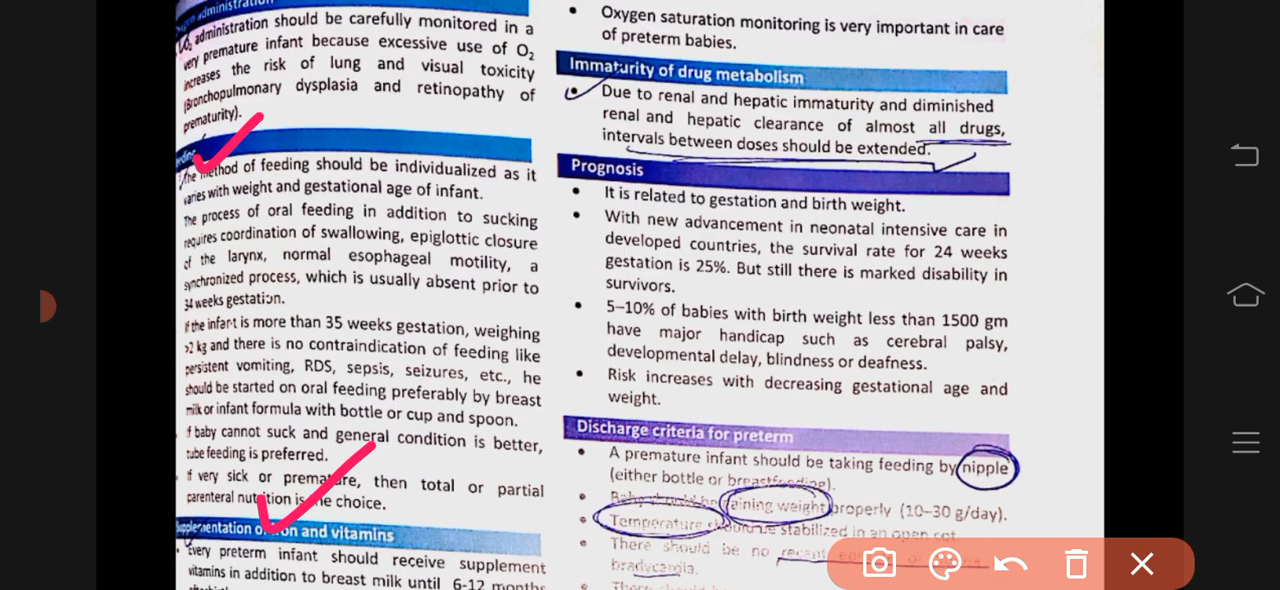 administration
O₂ administration should be carefully monitored in a
very premature infant because excessive use of O₂
increases the risk of lung and visual toxicity
(Bronchopulmonary dysplasia and retinopathy of
prematurity).
The method of feeding should be individualized as it
varies with weight and gestational age of infant.
The process of oral feeding in addition to sucking
requires coordination of swallowing, epiglottic closure
of the larynx, normal esophageal motility, a
synchronized process, which is usually absent prior to
34 weeks gestation.
If the infant is more than 35 weeks gestation, weighing
>2 kg and there is no contraindication of feeding like
persistent vomiting, RDS, sepsis, seizures, etc., he
should be started on oral feeding preferably by breast
milk or infant formula with bottle or cup and spoon.
If baby cannot suck and general condition is better,
tube feeding is preferred.
If very sick or premature, then total or partial
parenteral nutrition is the choice.
Supplementation of iron and vitamins
• Every preterm infant should receive supplement
vitamins in addition to breast milk until 6-12 months
• Oxygen saturation monitoring is very important in care
of preterm babies.
Immaturity of drug metabolism
• Due to renal and hepatic immaturity and diminished
renal and hepatic clearance of almost all drugs,
intervals between doses should be extended.
Prognosis
• It is related to gestation and birth weight.
• With new advancement in neonatal intensive care in
developed countries, the survival rate for 24 weeks
gestation is 25%. But still there is marked disability in
survivors.
• 5–10% of babies with birth weight less than 1500 gm
have major handicap such as cerebral palsy,
developmental delay, blindness or deafness.
• Risk increases with decreasing gestational age and
weight.
Discharge criteria for preterm
• A premature infant should be taking feeding by nipple
(either bottle or breastfeeding).
• Baby should be gaining weight properly (10–30 g/day).
• Temperature should be stabilized in an open cot
• There should be no recent
bradycardia.
• There should